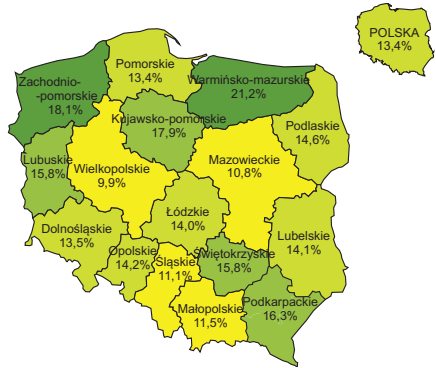 POLSKA
13,4%
Pomorskie
13,4%
Zachodnio-
-pomorskie
18,1%
Warmińsko-mazurskie
21,2%
Kujawsko-pomorskie
17,9%
Podlaskie
14,6%
Lubuskie
15,8%
Wielkopolskie
9,9%
Mazowieckie
10,8%
Łódzkie
14,0%
Dolnośląskie
13,5%
Lubelskie
14,1%
Opolskie
14,2%
Śląskie
11,1%
Świętokrzyskie
15,8%
Małopolskie
11,5%
Podkarpackie
16,3%